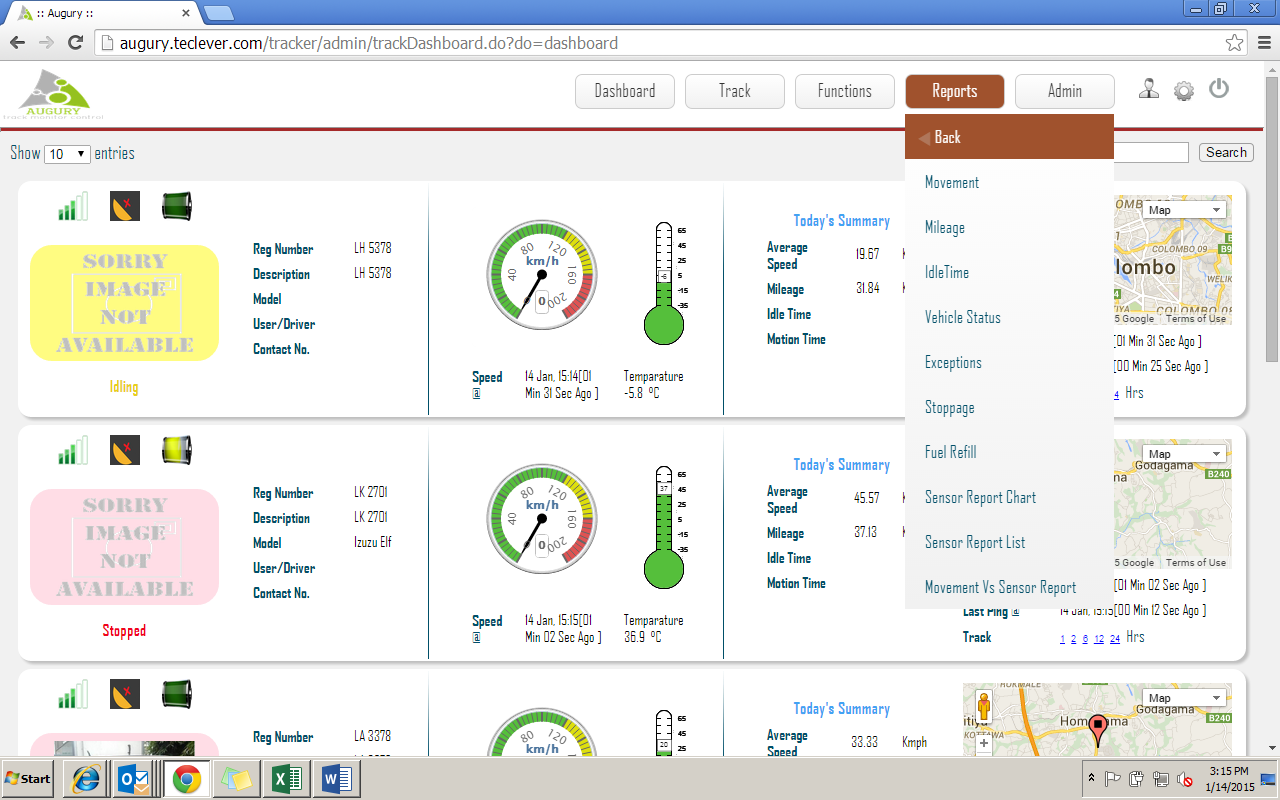 :: Augury ::
augury.teclever.com/tracker/admin/trackDashboard.do?do=dashboard
AUGURY
track monitor control
Dashboard
Track
Functions
Reports
Admin
Back
Movement
Mileage
IdleTime
Vehicle Status
Exceptions
Stoppage
Fuel Refill
Sensor Report Chart
Sensor Report List
Movement Vs Sensor Report
Show 10 entries
Search
SORRY
IMAGE
NOT
AVAILABLE
Idling
Reg Number LH 5378
Description LH 5378
Model
User/Driver
Contact No.
40 80 120 160 200
km/h
0
65
45
25
5
-15
-35
-6
Speed @ 14 Jan, 15:14[01
Min 31 Sec Ago ]
Temparature
-5.8 °C
Today's Summary
Average
Speed 19.67 K
Mileage 31.84
Idle Time
Motion Time
Map
COLOMBO 09
lombo
5 Google Terms of Use
[01 Min 31 Sec Ago ]
[00 Min 25 Sec Ago ]
4 Hrs
SORRY
IMAGE
NOT
AVAILABLE
Stopped
Reg Number LK 2701
Description LK 2701
Model Izuzu Elf
User/Driver
Contact No.
40 80 120 160 200
km/h
0
65
45
25
5
-15
-35
37
Speed @ 14 Jan, 15:15[01
Min 02 Sec Ago ]
Temparature
36.9 °C
Today's Summary
Average
Speed 45.57 K
Mileage 37.13
Idle Time
Motion Time
Map
Godagama
B240
5 Google Terms of Use
[01 Min 02 Sec Ago ]
Last Ping @ 14 Jan, 15:15[00 Min 12 Sec Ago ]
Track 1 2 6 12 24 Hrs
Reg Number LA 3378
80 120
km/h
65
45
25
20
Today's Summary
Average
Speed 33.33 Kmph
Map
Godagama
B240
KOTTAWA
Start
3:15 PM
1/14/2015